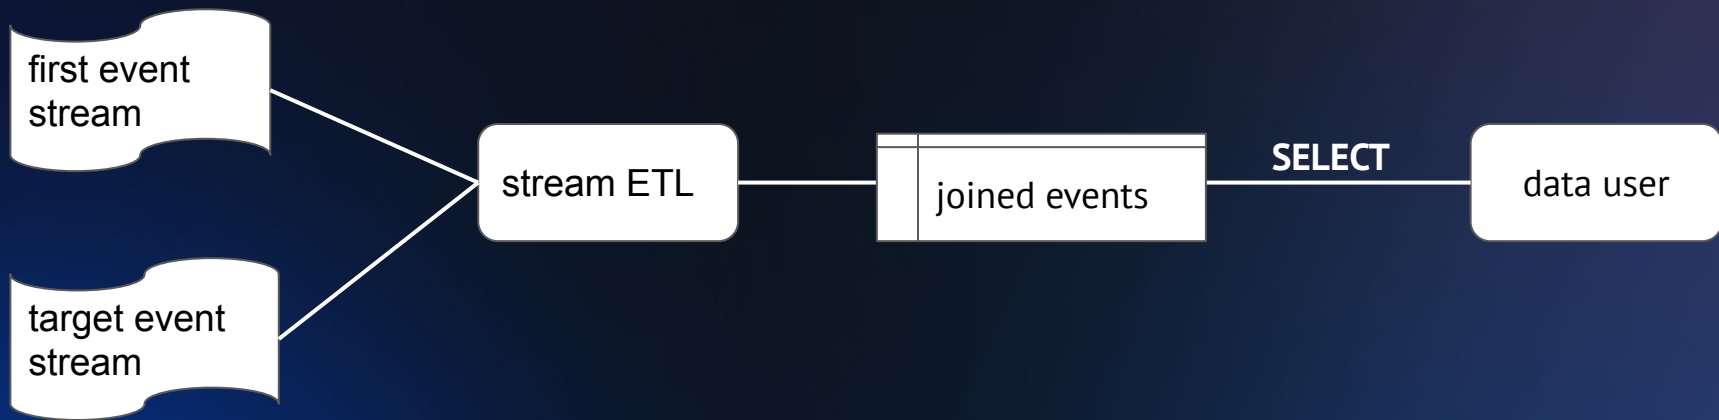 first event
stream
stream ETL
joined events
SELECT
data user
target event
stream